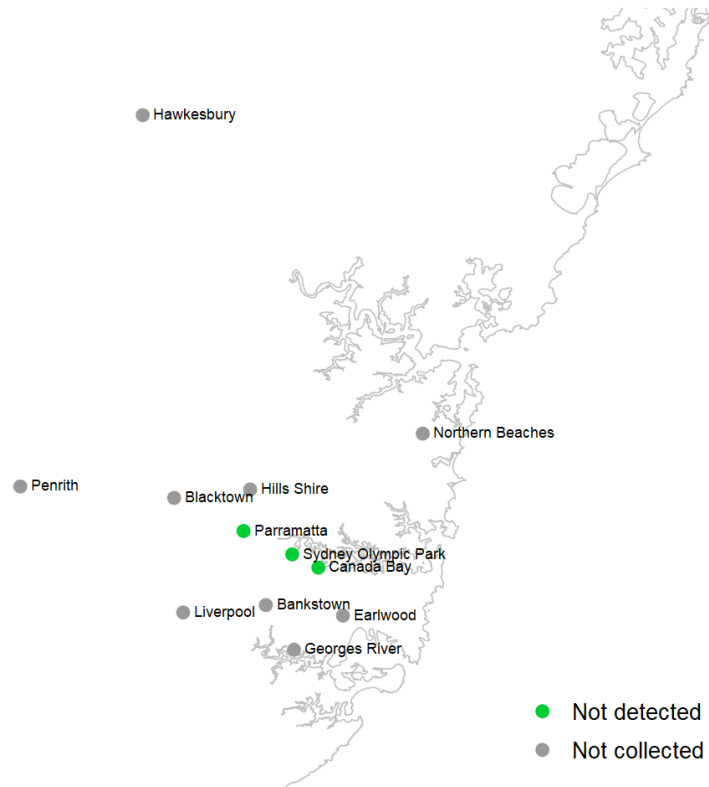 Hawkesbury
Northern Beaches
Penrith
Hills Shire
Blacktown
Parramatta
Sydney Olympic Park
Canada Bay
Bankstown
Liverpool
Earlwood
Georges River
Not detected
Not collected